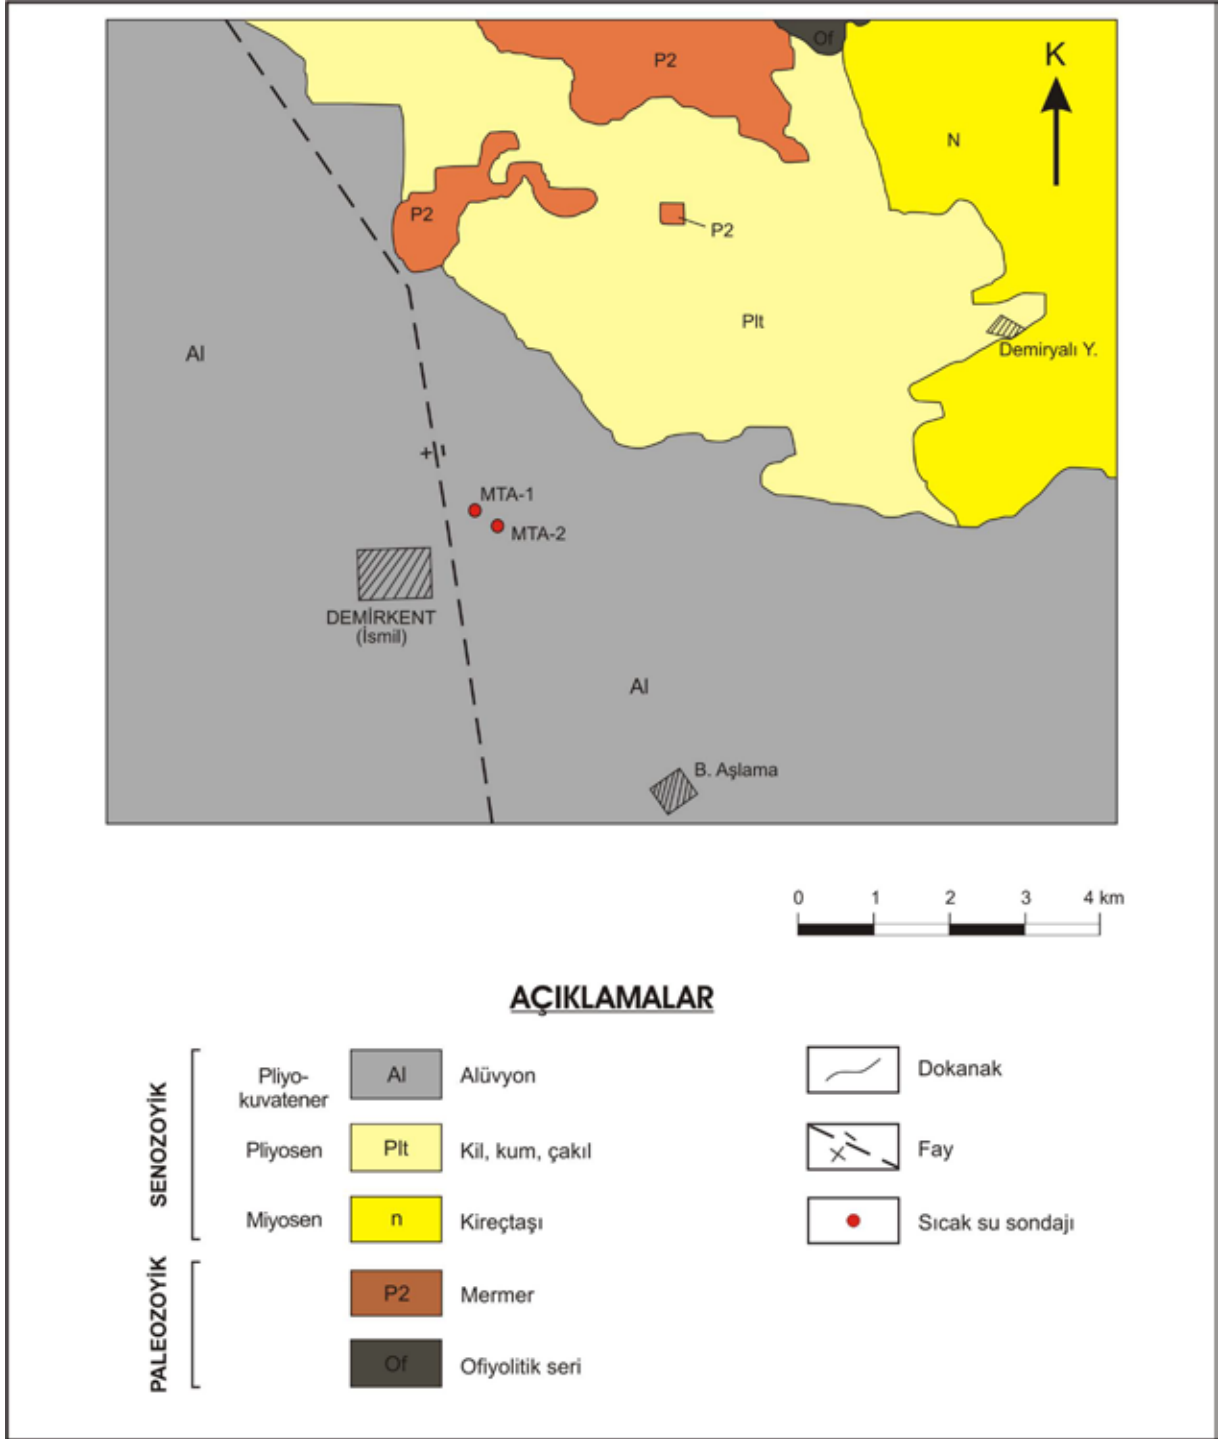 Of
P2
K
N
P2
P2
Plt
Al
Demiryalı Y.
+ -
MTA-1
MTA-2
DEMİRKENT
(İsmil)
Al
B. Aşlama
0 1 2 3 4 km
AÇIKLAMALAR
SENOZOYİK
Pliyo-
kuvatener
Al Alüvyon
Pliyosen Plt Kil, kum, çakıl
Miyosen n Kireçtaşı
PALEOZOYİK
P2 Mermer
Of Ofiyolitik seri
Dokanak
Fay
Sıcak su sondajı